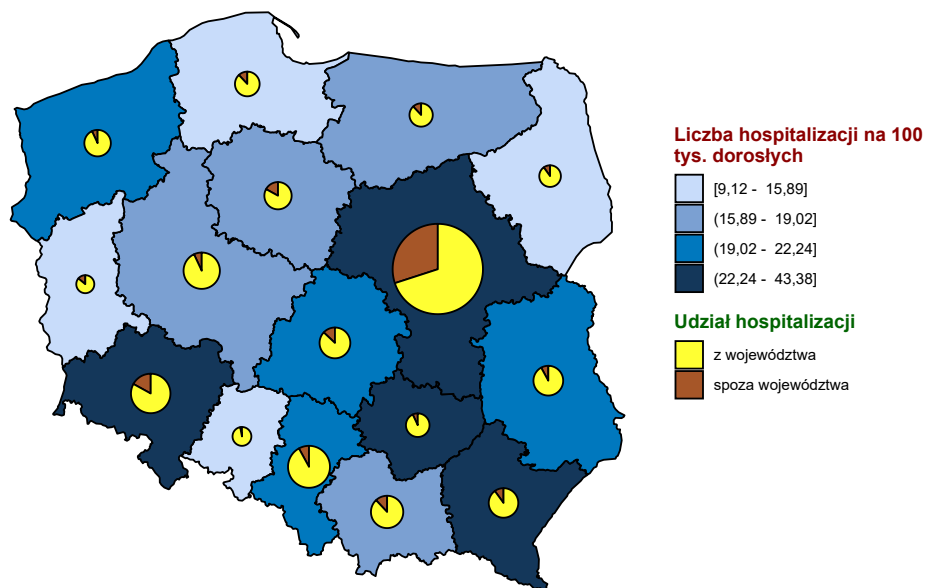 Liczba hospitalizacji na 100
tys. dorosłych
[9,12 - 15,89]
(15,89 - 19,02]
(19,02 - 22,24]
(22,24 - 43,38]
Udział hospitalizacji
z województwa
spoza województwa